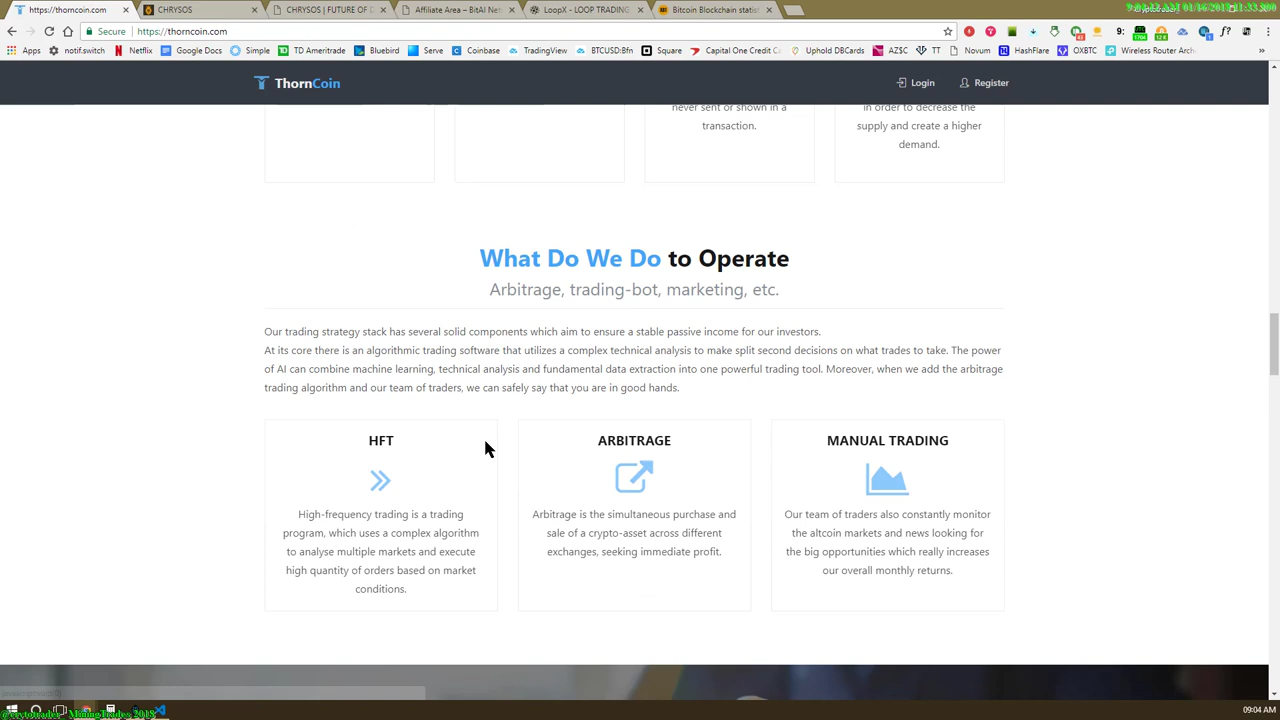 https://thorncoin.com
CHRYSOS
CHRYSOS | FUTURE OF D
Affiliate Area – BitAI Net
LoopX - LOOP TRADING
Bitcoin Blockchain statist
Secure
https://thorncoin.com
Apps
notif.switch
Netflix
Google Docs
Simple
TD Ameritrade
Bluebird
Serve
Coinbase
TradingView
BTCUSD:Bfn
Square
Capital One Credit C
Upload DBCards
AZ$C
TT
Novum
HashFlare
OXBTC
Wireless Router Arch
ThornCoin
Login
Register
never sent or shown in a
transaction.
in order to decrease the
supply and create a higher
demand.
What Do We Do to Operate
Arbitrage, trading-bot, marketing, etc.
Our trading strategy stack has several solid components which aim to ensure a stable passive income for our investors.
At its core there is an algorithmic trading software that utilizes a complex technical analysis to make split second decisions on what trades to take. The power
of AI can combine machine learning, technical analysis and fundamental data extraction into one powerful trading tool. Moreover, when we add the arbitrage
trading algorithm and our team of traders, we can safely say that you are in good hands.
HFT
High-frequency trading is a trading
program, which uses a complex algorithm
to analyse multiple markets and execute
high quantity of orders based on market
conditions.
ARBITRAGE
Arbitrage is the simultaneous purchase and
sale of a crypto-asset across different
exchanges, seeking immediate profit.
MANUAL TRADING
Our team of traders also constantly monitor
the altcoin markets and news looking for
the big opportunities which really increases
our overall monthly returns.
09:04 AM